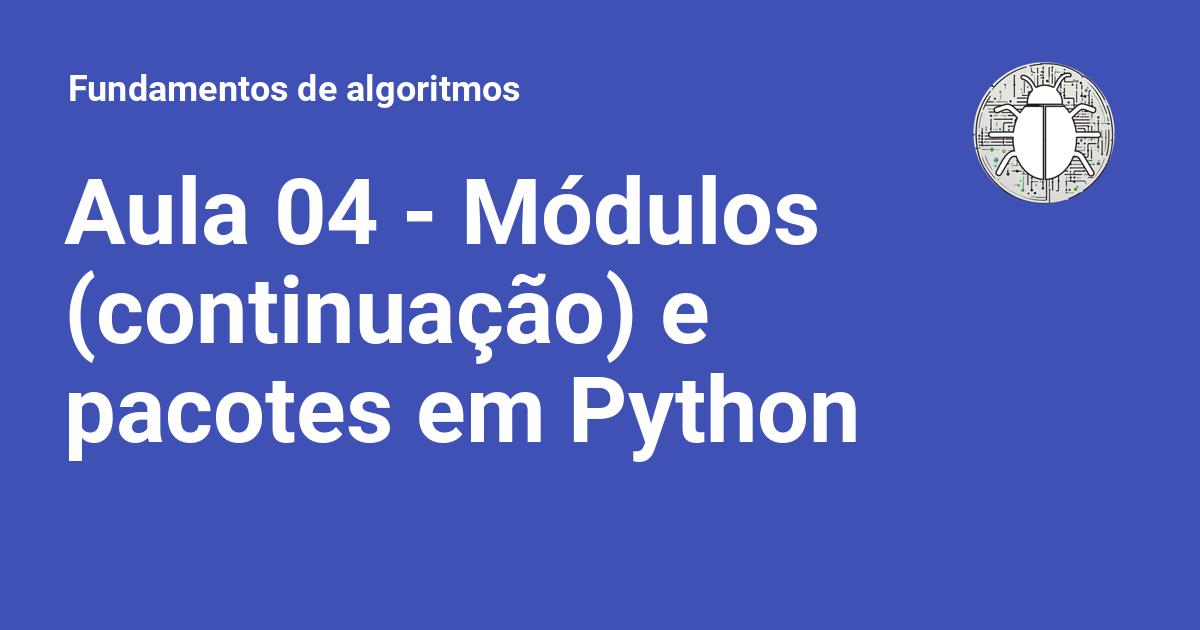 Fundamentos de algoritmos
Aula 04 - Módulos
(continuação) e
pacotes em Python